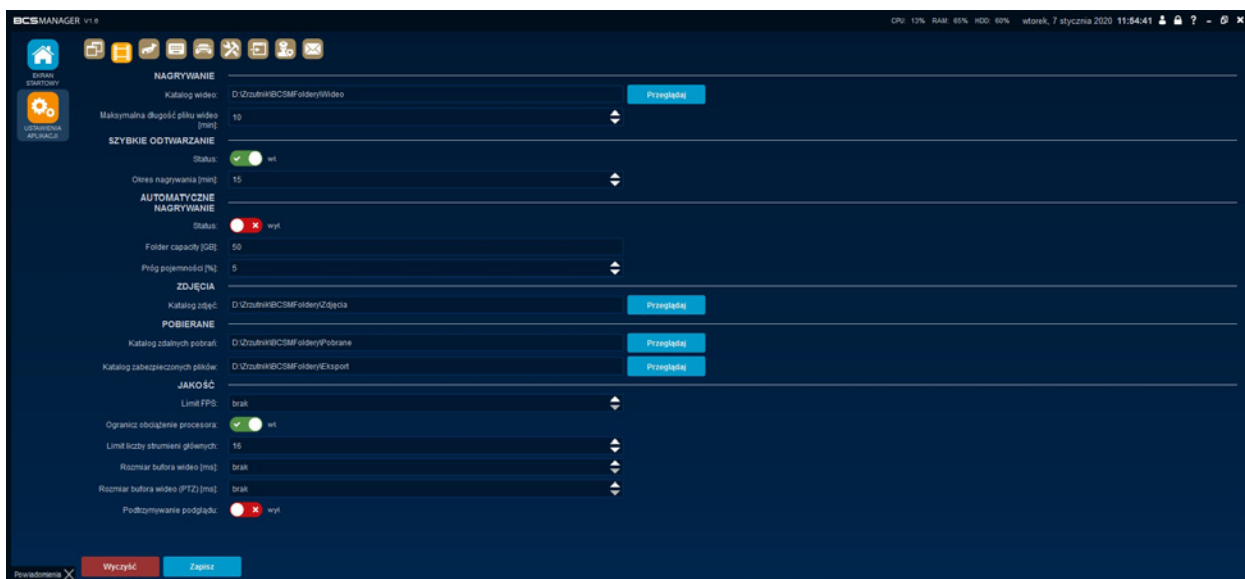 BCSMANAGER v1.0
CPU: 13% RAM: 65% HDD: 60% wtorek, 7 stycznia 2020 11:54:41 ?
EKRAN STARTOWY
USTAWIENIA APLIKACJI
NAGRYWANIE
Katalog wideo: D:\Zrzutnik\BCSMFoldery\Wideo Przeglądaj
Maksymalna długość pliku wideo [min]: 10
SZYBKIE ODTWARZANIE
Status: wł.
Okres nagrywania [min]: 15
AUTOMATYCZNE NAGRYWANIE
Status: wył.
Folder capacity [GB]: 50
Próg pojemności [%]: 5
ZDJĘCIA
Katalog zdjęć: D:\Zrzutnik\BCSMFoldery\Zdjęcia Przeglądaj
POBIERANE
Katalog zdalnych pobrań: D:\Zrzutnik\BCSMFoldery\Pobrane Przeglądaj
Katalog zabezpieczonych plików: D:\Zrzutnik\BCSMFoldery\Eksport Przeglądaj
JAKOŚĆ
Limit FPS: brak
Ogranicz obciążenie procesora: wł.
Limit liczby strumieni głównych: 16
Rozmiar bufora wideo [ms]: brak
Rozmiar bufora wideo (PTZ) [ms]: brak
Podtrzymywanie podglądu: wył.
Wyczyść Zapisz
Powiadomienia